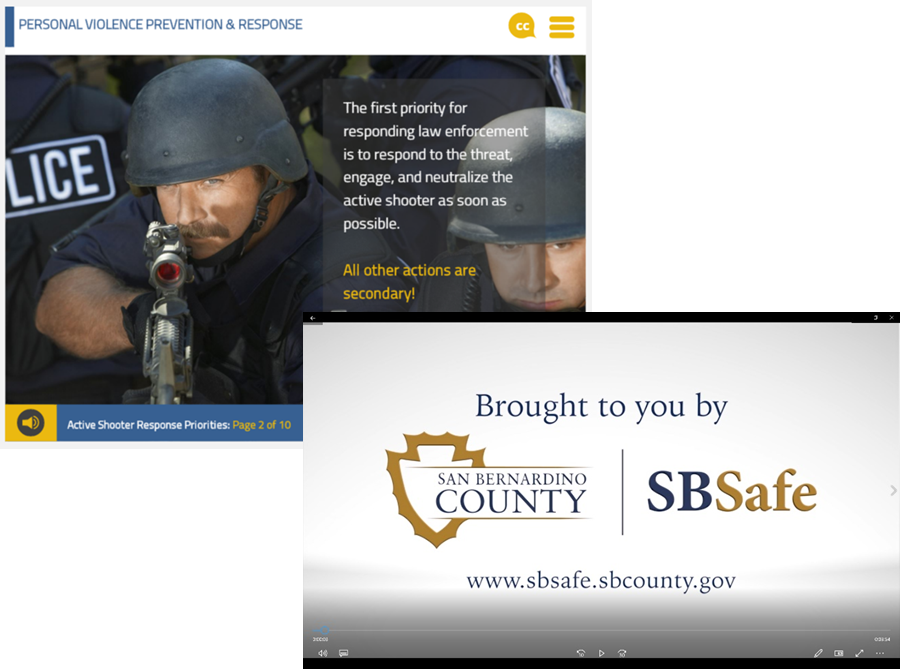 PERSONAL VIOLENCE PREVENTION & RESPONSE
cc
LICE
The first priority for
responding law enforcement
is to respond to the threat,
engage, and neutralize the
active shooter as soon as
possible.
All other actions are
secondary!
Active Shooter Response Priorities: Page 2 of 10
Brought to you by
SAN BERNARDINO
COUNTY
SBSafe
www.sbsafe.sbcounty.gov